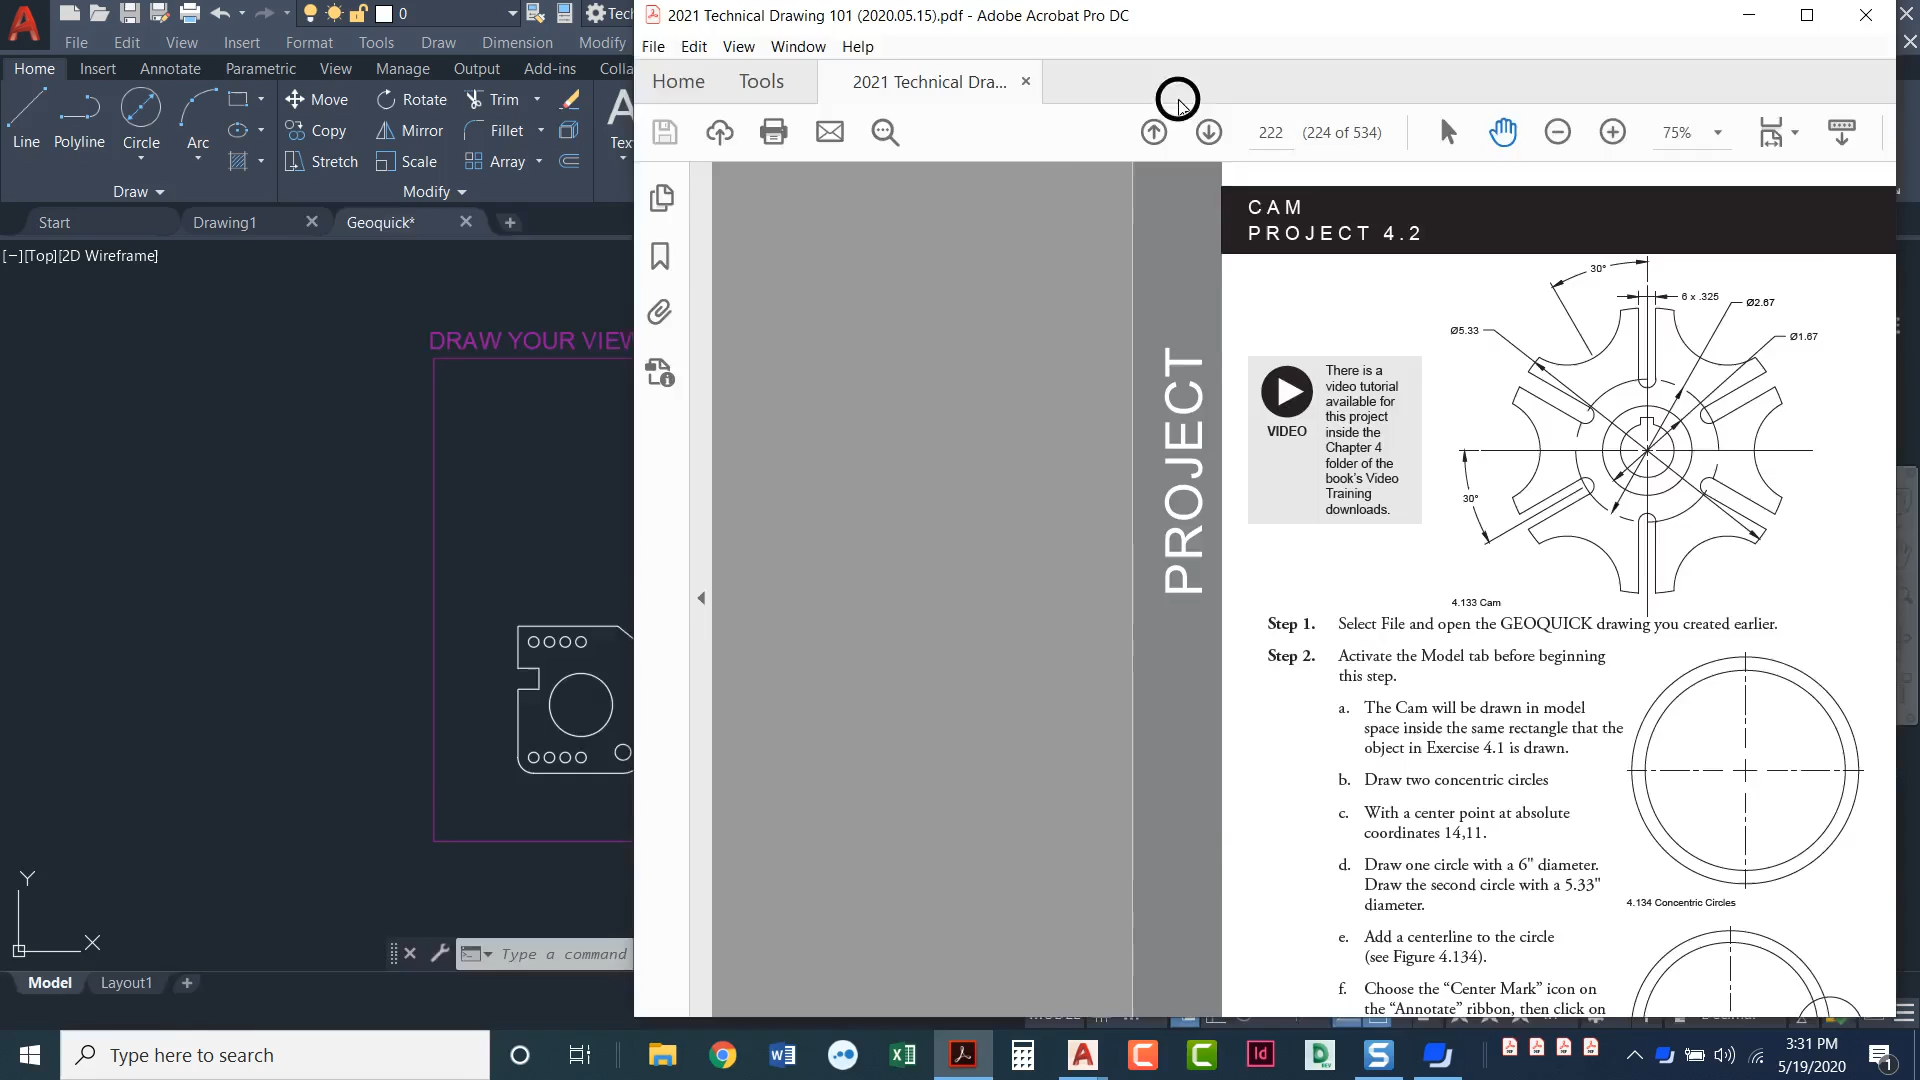 0
Tech
File Edit View Insert Format Tools Draw Dimension Modify
Home Insert Annotate Parametric View Manage Output Add-ins Colla
Line Polyline Circle Arc
Move Rotate Trim
Copy Mirror Fillet
Stretch Scale Array
Text
Draw Modify
Start Drawing1 Geoquick*
[−][Top][2D Wireframe]
DRAW YOUR VIEW
Y
X
Type a command
Model Layout1
2021 Technical Drawing 101 (2020.05.15).pdf - Adobe Acrobat Pro DC
File Edit View Window Help
Home Tools 2021 Technical Dra...
222 (224 of 534) 75%
PROJECT
CAM
PROJECT 4.2
30°
6 x .325
Ø2.67
Ø5.33
Ø1.67
30°
VIDEO
There is a
video tutorial
available for
this project
inside the
Chapter 4
folder of the
book's Video
Training
downloads.
4.133 Cam
Step 1. Select File and open the GEOQUICK drawing you created earlier.
Step 2. Activate the Model tab before beginning
this step.
a. The Cam will be drawn in model
space inside the same rectangle that the
object in Exercise 4.1 is drawn.
b. Draw two concentric circles
c. With a center point at absolute
coordinates 14,11.
d. Draw one circle with a 6" diameter.
Draw the second circle with a 5.33"
diameter.
4.134 Concentric Circles
e. Add a centerline to the circle
(see Figure 4.134).
f. Choose the “Center Mark” icon on
the “Annotate” ribbon, then click on
Type here to search
3:31 PM
5/19/2020
1